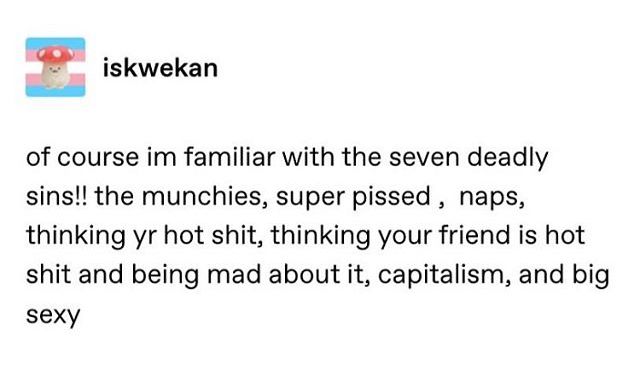 iskwekan
of course im familiar with the seven deadly
sins!! the munchies, super pissed ,  naps,
thinking yr hot shit, thinking your friend is hot
shit and being mad about it, capitalism, and big
sexy